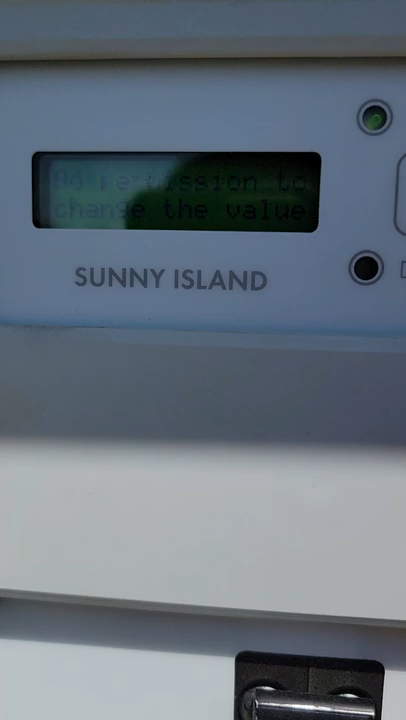 No Permission to
change the value
SUNNY ISLAND